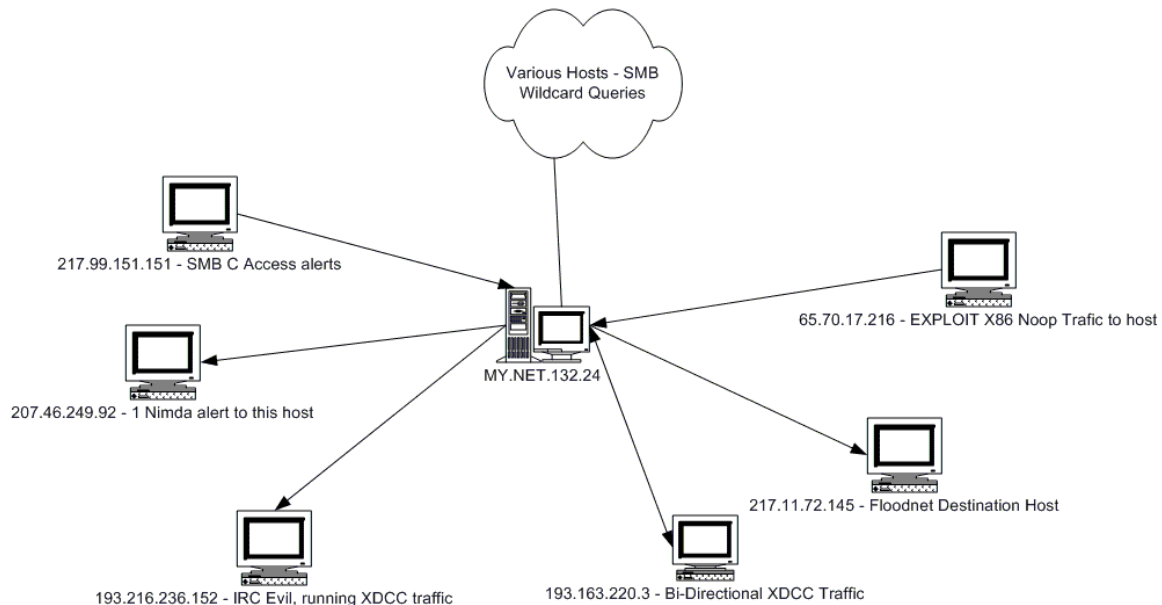 Various Hosts - SMB
Wildcard Queries
217.99.151.151 - SMB C Access alerts
65.70.17.216 - EXPLOIT X86 Noop Trafic to host
MY.NET.132.24
207.46.249.92 - 1 Nimda alert to this host
217.11.72.145 - Floodnet Destination Host
193.216.236.152 - IRC Evil, running XDCC traffic
193.163.220.3 - Bi-Directional XDCC Traffic